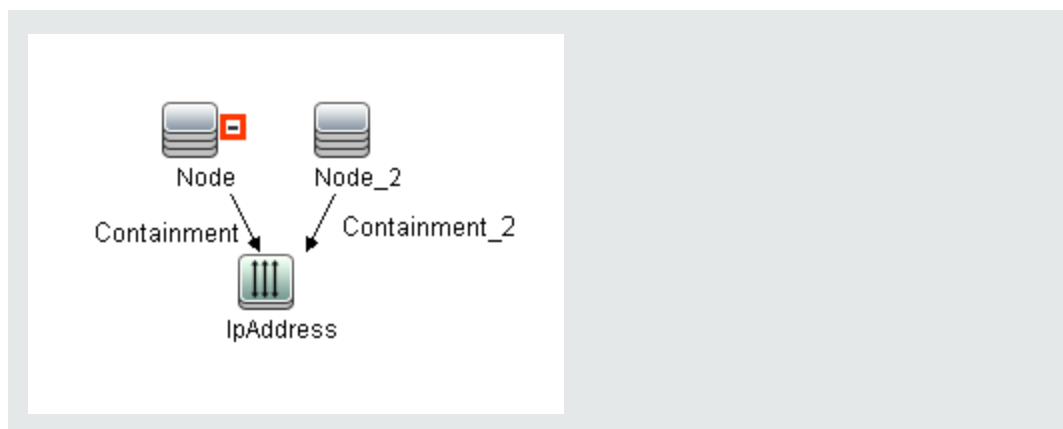 Node
Node_2
Containment
Containment_2
IpAddress